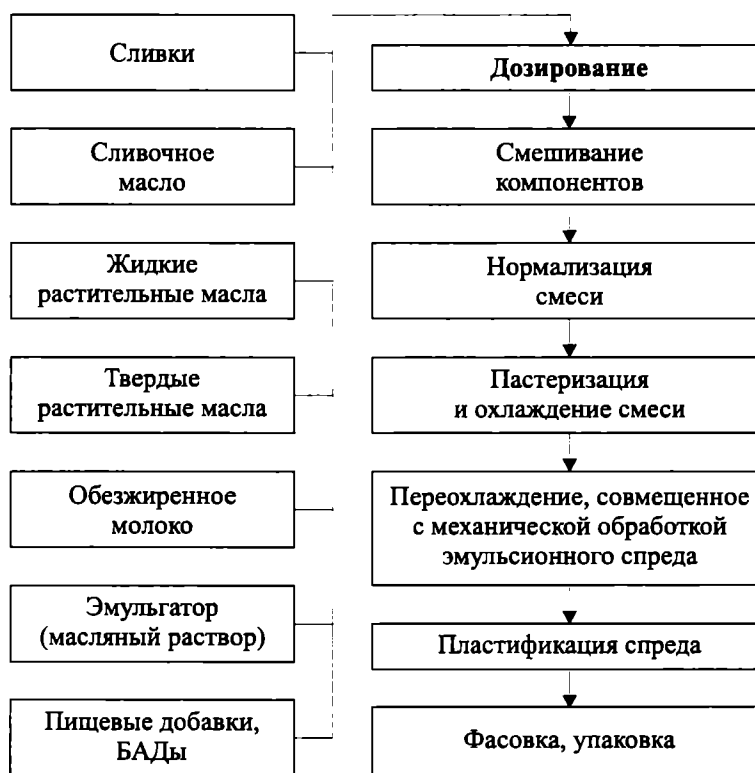 Сливки
Сливочное
масло
Жидкие
растительные масла
Твердые
растительные масла
Обезжиренное
молоко
Эмульгатор
(масляный раствор)
Пищевые добавки,
БАДы
Дозирование
Смешивание
компонентов
Нормализация
смеси
Пастеризация
и охлаждение смеси
Переохлаждение, совмещенное
с механической обработкой
эмульсионного спреда
Пластификация спреда
Фасовка, упаковка